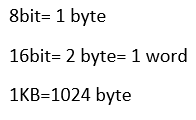 8bit= 1 byte
16bit= 2 byte= 1 word
1KB=1024 byte